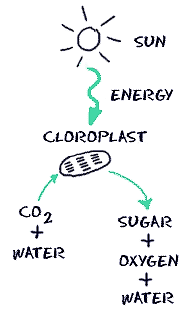 SUN
ENERGY
CLOROPLAST
CO2
+
WATER
SUGAR
+
OXYGEN
+
WATER